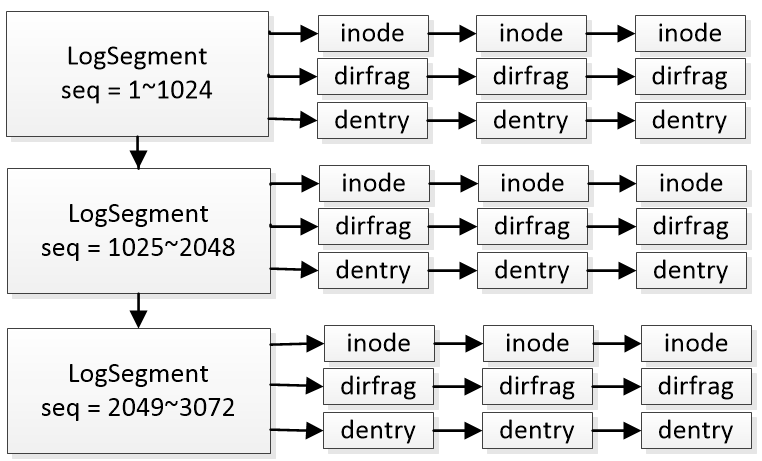 LogSegment
seq = 1~1024
inode inode inode
dirfrag dirfrag dirfrag
dentry dentry dentry
LogSegment
seq = 1025~2048
inode inode inode
dirfrag dirfrag dirfrag
dentry dentry dentry
LogSegment
seq = 2049~3072
inode inode inode
dirfrag dirfrag dirfrag
dentry dentry dentry